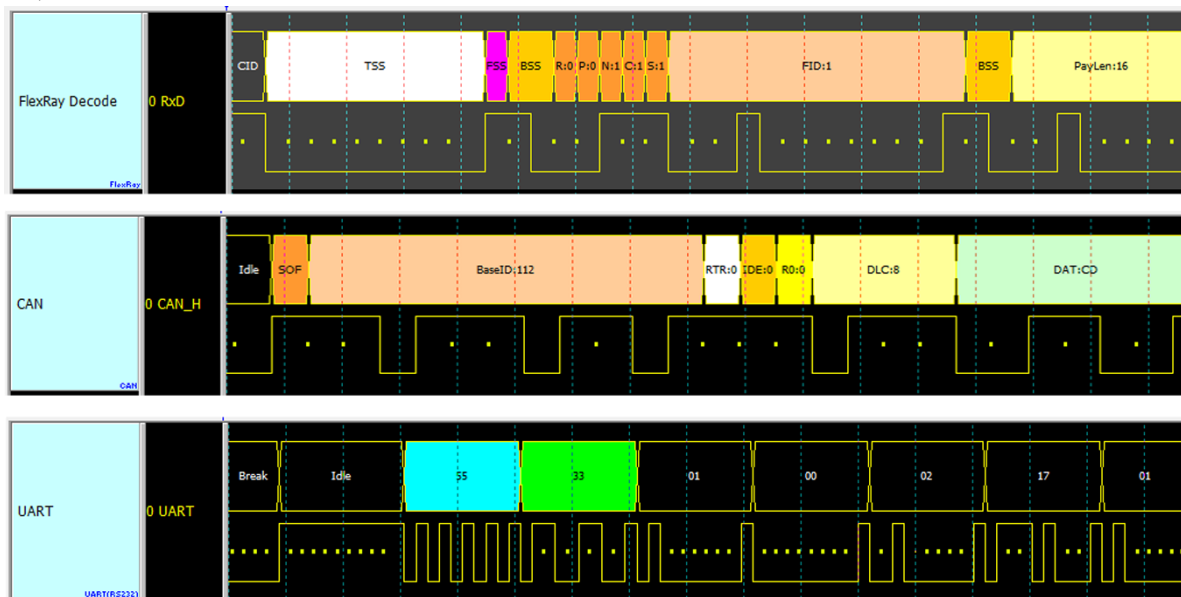 CID TSS FSS BSS R:0 P:0 N:1 C:1 S:1 FID:1 BSS PayLen:16
FlexRay Decode 0 RxD
FlexRay
Idle SOF BaseID:112 RTR:0 IDE:0 R0:0 DLC:8 DAT:CD
CAN 0 CAN_H
CAN
Break Idle 55 33 01 00 02 17 01
UART 0 UART
UART(RS232)